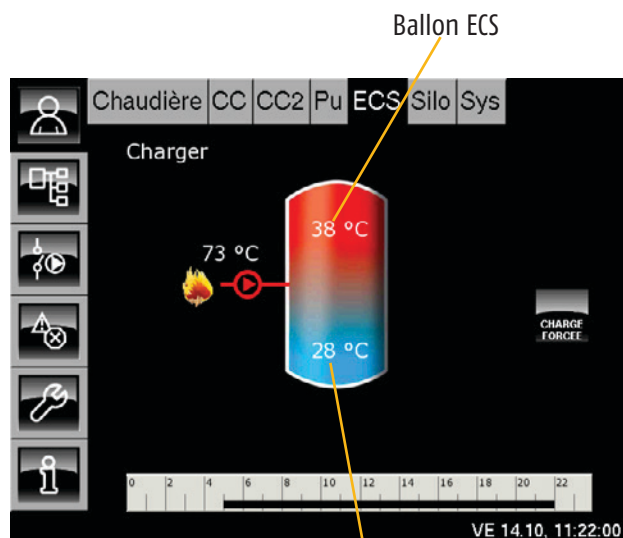 Ballon ECS
Chaudière CC CC2 Pu ECS Silo Sys
Charger
38 °C
73 °C
28 °C
CHARGE
FORCEE
0 2 4 6 8 10 12 14 16 18 20 22
VE 14.10, 11:22:00